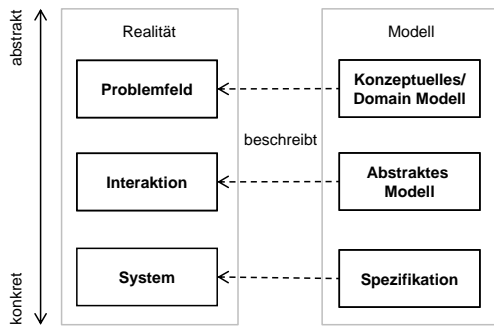 abstrakt
Realität
Modell
Problemfeld
Konzeptuelles/
Domain Modell
beschreibt
Interaktion
Abstraktes
Modell
System
Spezifikation
konkret